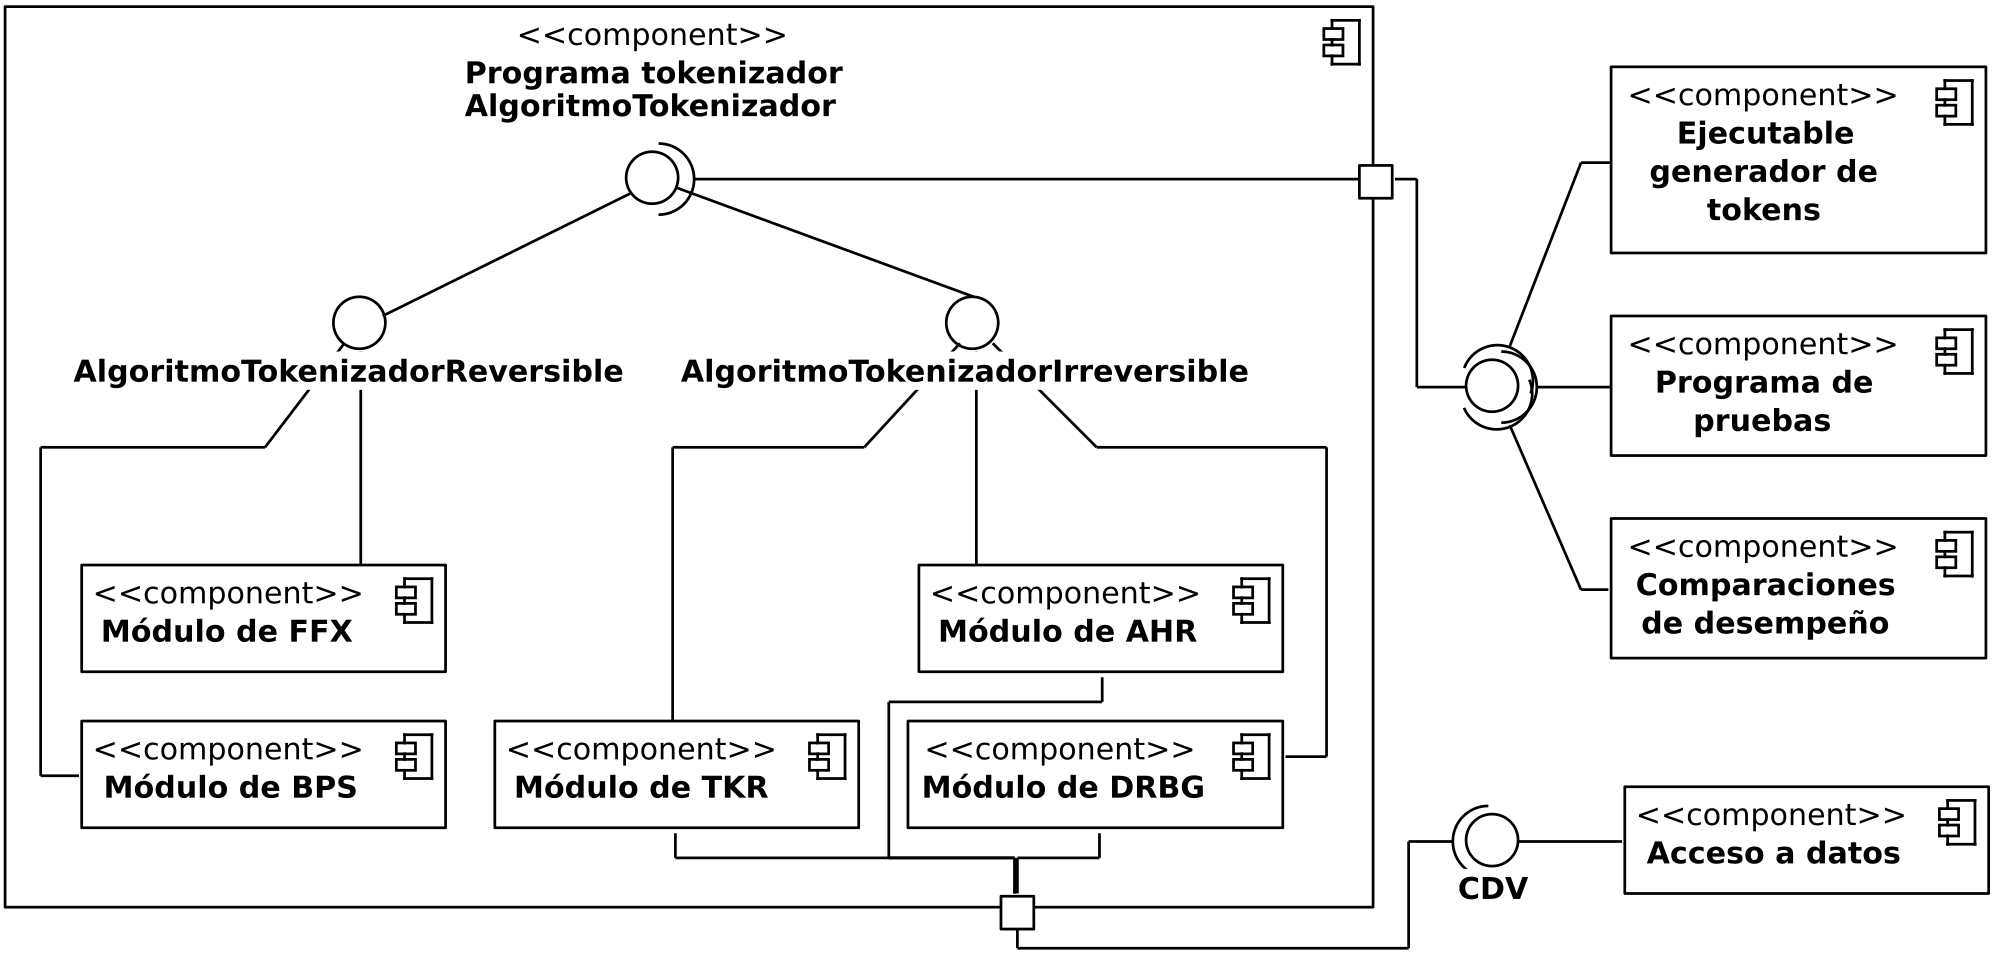 <<component>>
Programa tokenizador
AlgoritmoTokenizador
<<component>>
Ejecutable
generador de
tokens
<<component>>
Programa de
pruebas
<<component>>
Comparaciones
de desempeño
AlgoritmoTokenizadorReversible
AlgoritmoTokenizadorIrreversible
<<component>>
Módulo de FFX
<<component>>
Módulo de AHR
<<component>>
Módulo de BPS
<<component>>
Módulo de TKR
<<component>>
Módulo de DRBG
CDV
<<component>>
Acceso a datos